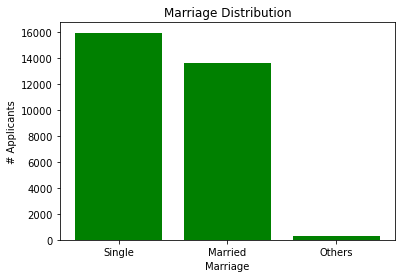 Marriage Distribution
16000
14000
12000
10000
8000
6000
4000
2000
0
# Applicants
Single Married Others
Marriage